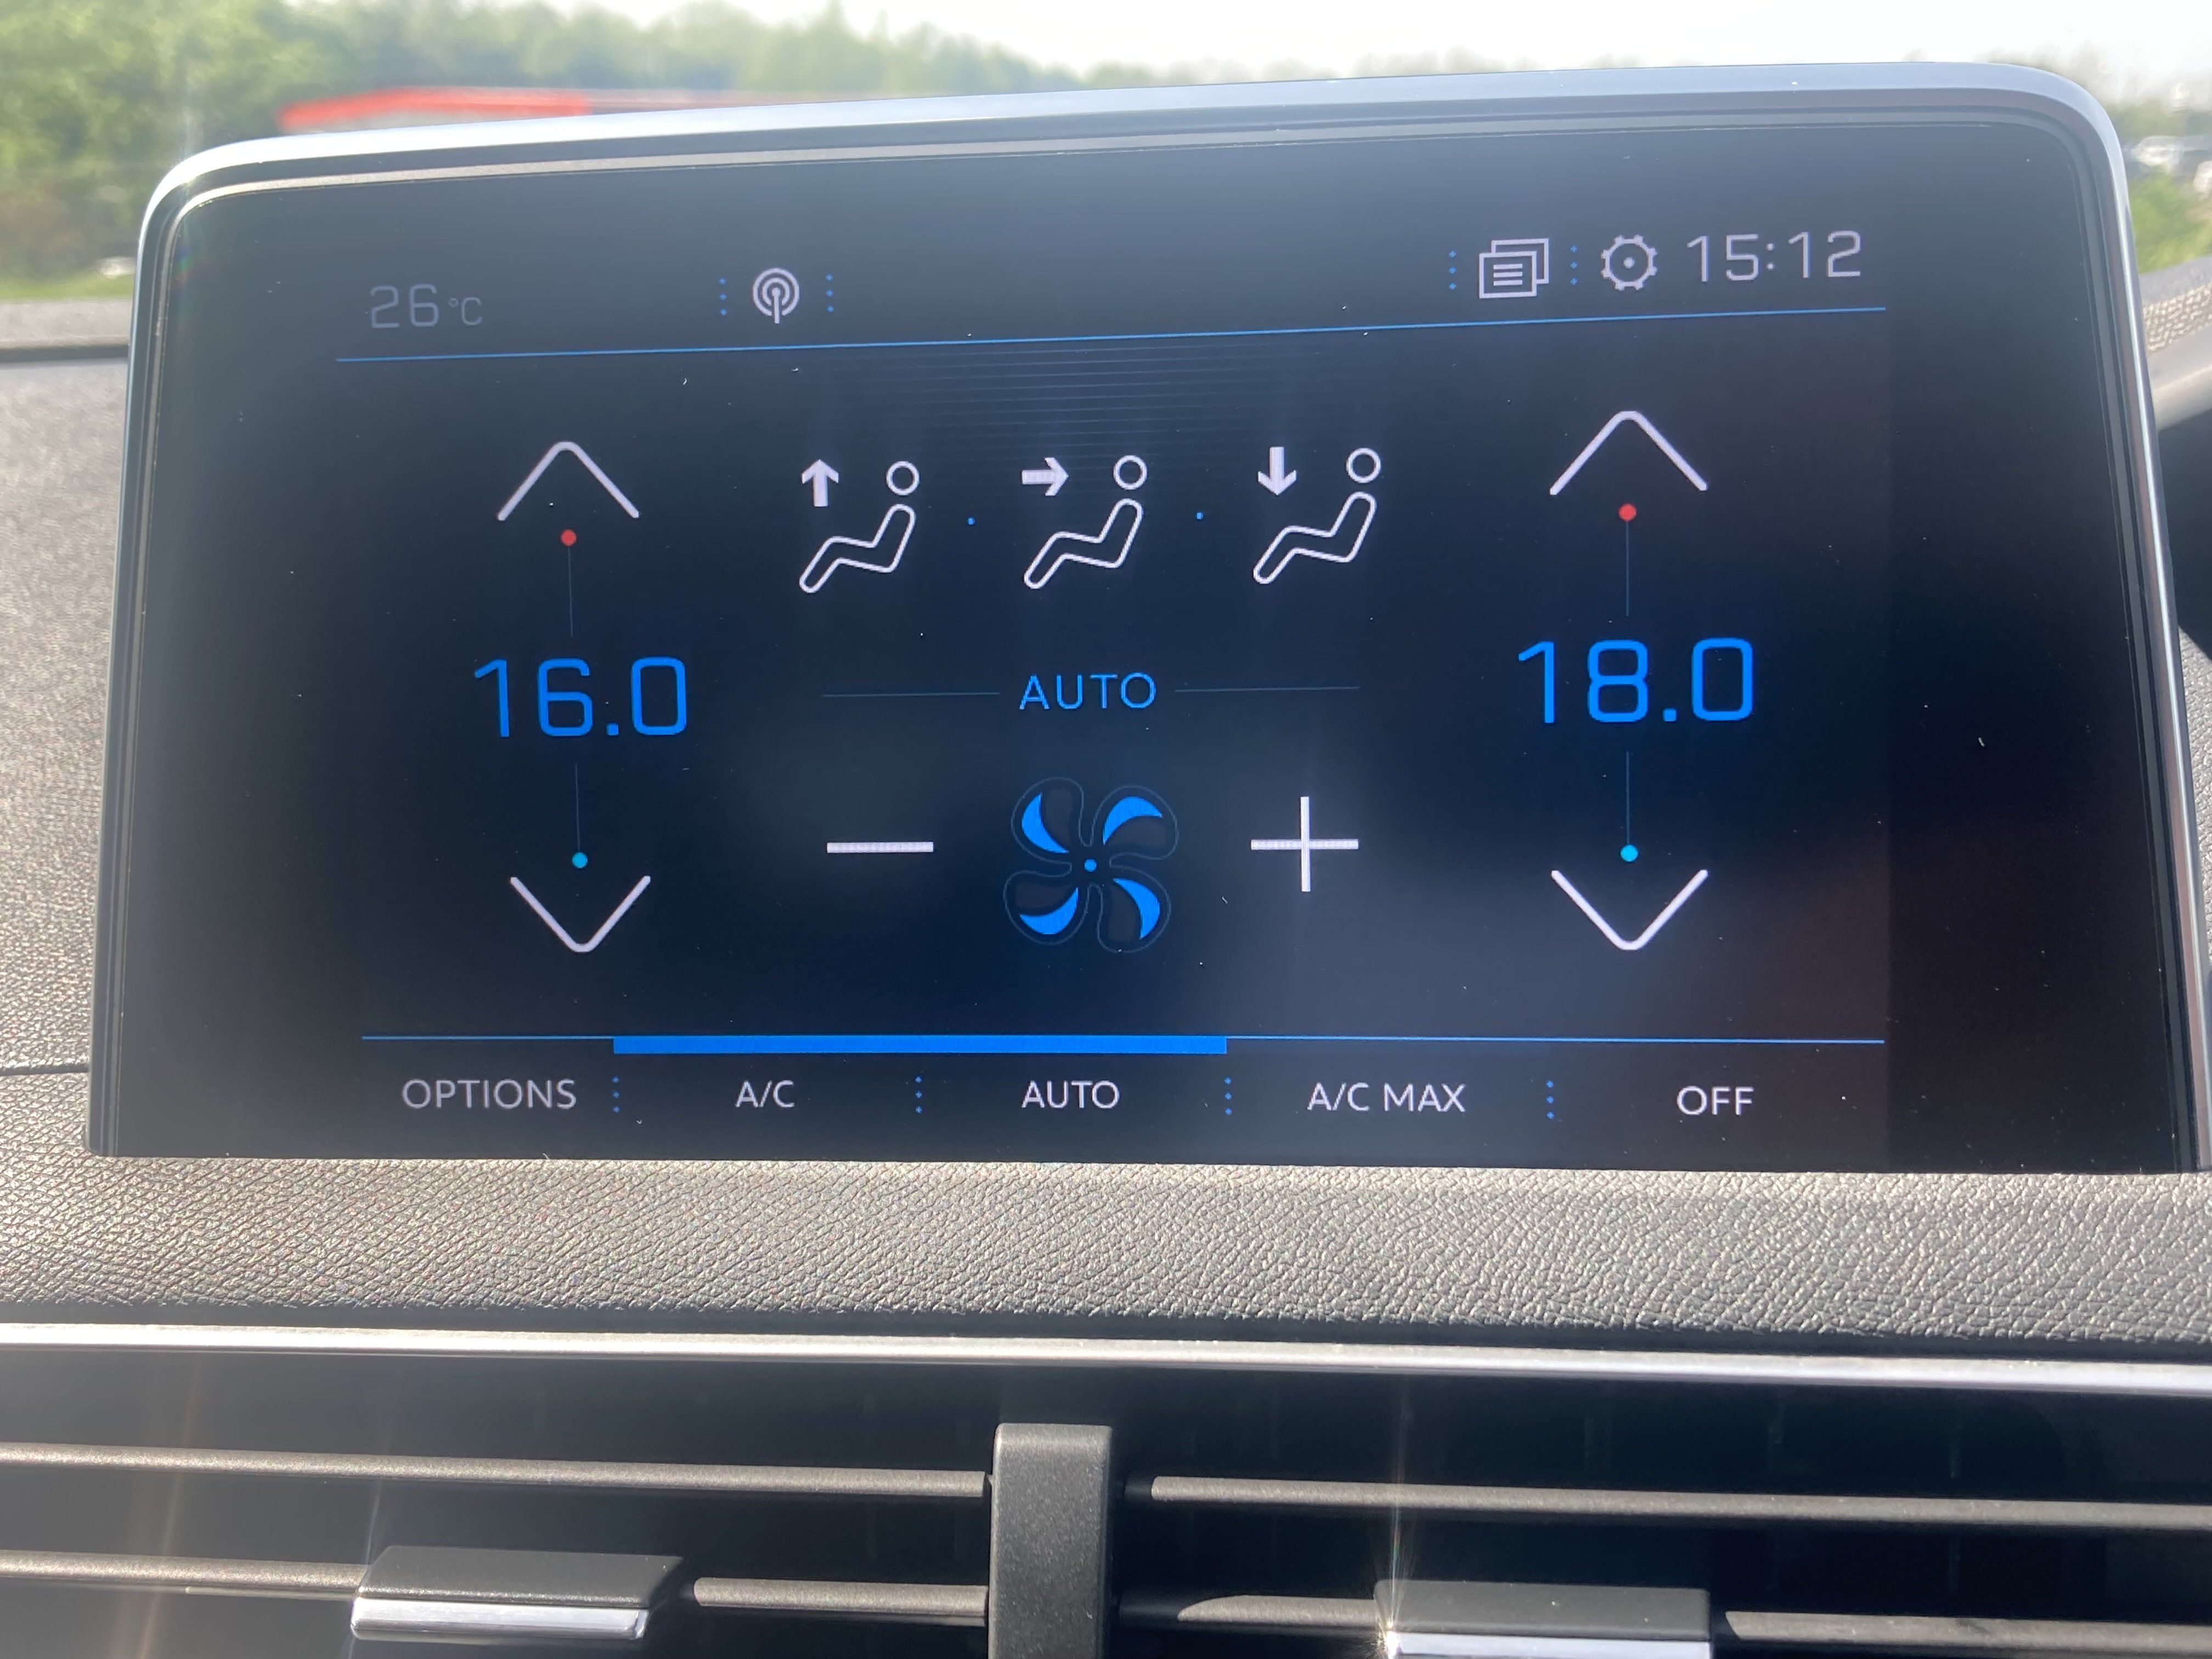 26°C
15:12
16.0
AUTO
18.0
OPTIONS
A/C
AUTO
A/C MAX
OFF